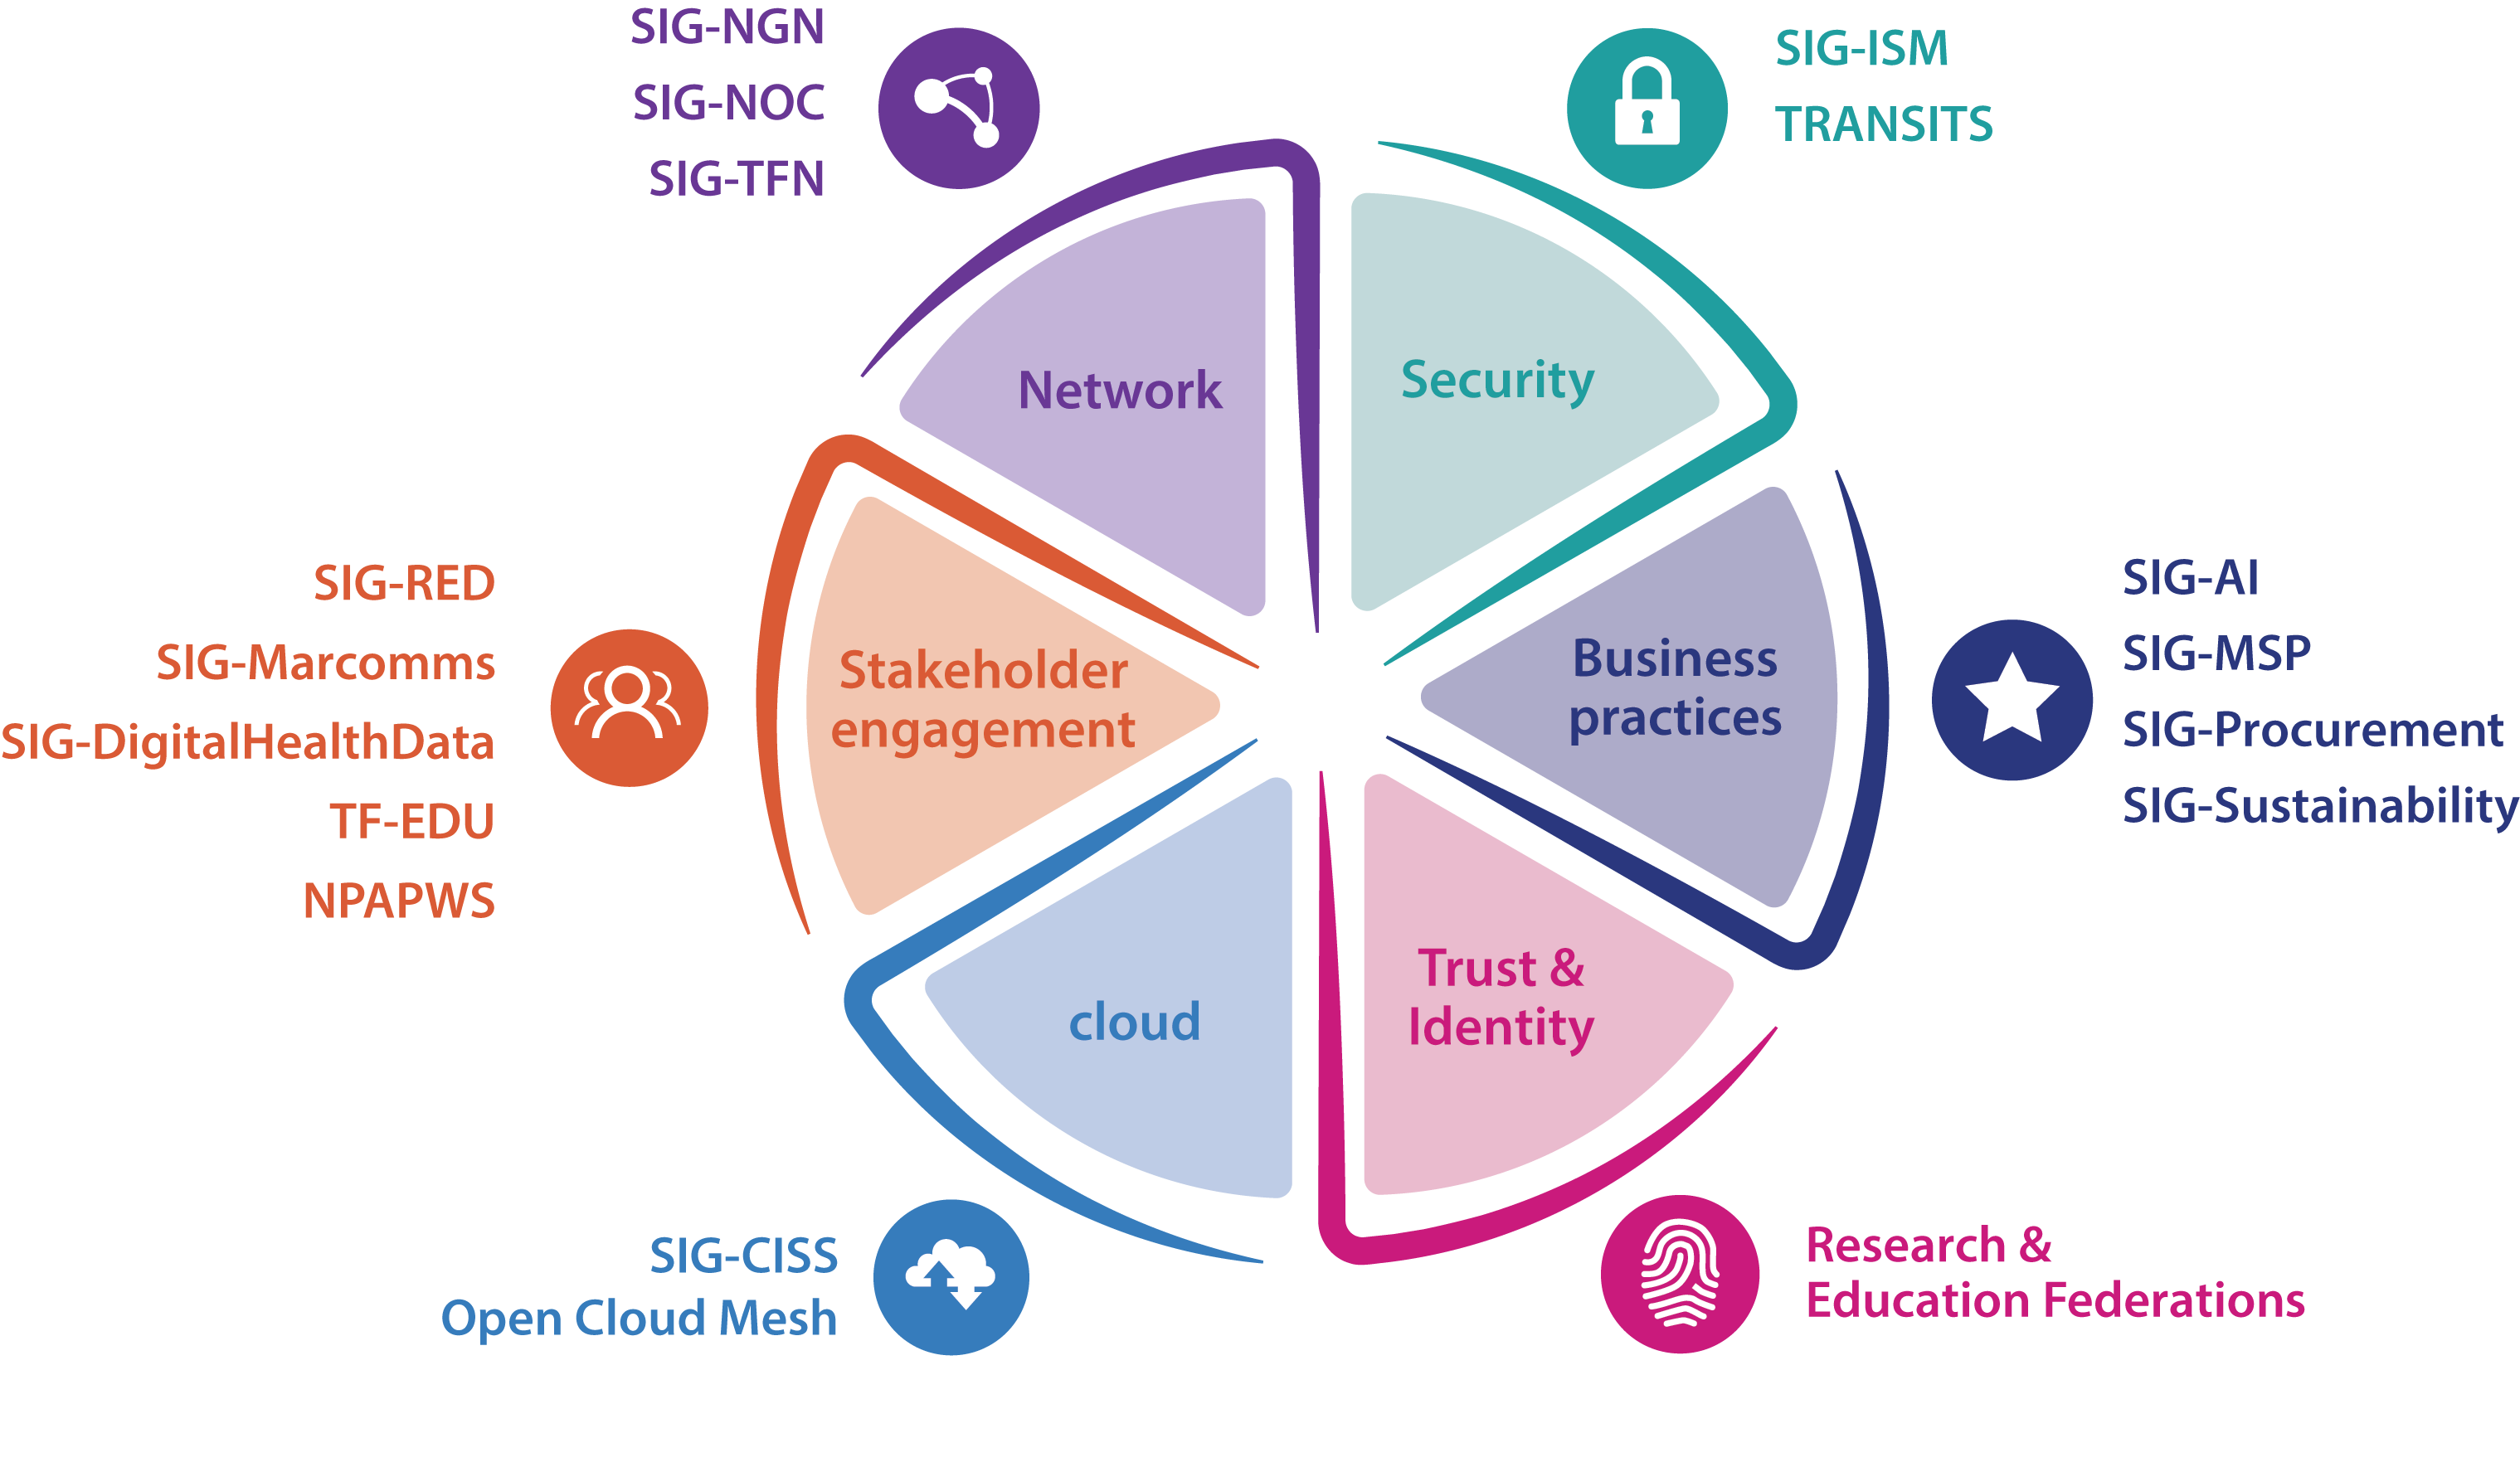 SIG-NGN
SIG-NOC
SIG-TFN
SIG-ISM
TRANSITS
Network
Security
SIG-RED
SIG-Marcomms
SIG-DigitalHealthData
TF-EDU
NPAPWS
Stakeholder
engagement
Business
practices
SIG-AI
SIG-MSP
SIG-Procurement
SIG-Sustainability
cloud
Trust &
Identity
SIG-CISS
Open Cloud Mesh
Research &
Education Federations